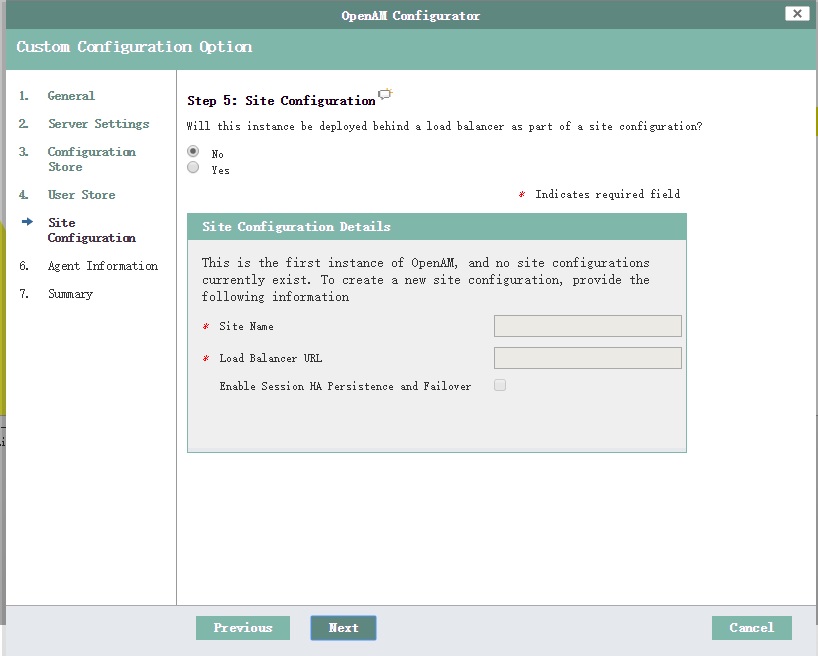 OpenAM Configurator
Custom Configuration Option
1. General
2. Server Settings
3. Configuration
Store
4. User Store
Site
Configuration
6. Agent Information
7. Summary
Step 5: Site Configuration
Will this instance be deployed behind a load balancer as part of a site configuration?
No
Yes
* Indicates required field
Site Configuration Details
This is the first instance of OpenAM, and no site configurations
currently exist. To create a new site configuration, provide the
following information
* Site Name
* Load Balancer URL
Enable Session HA Persistence and Failover
Previous
Next
Cancel